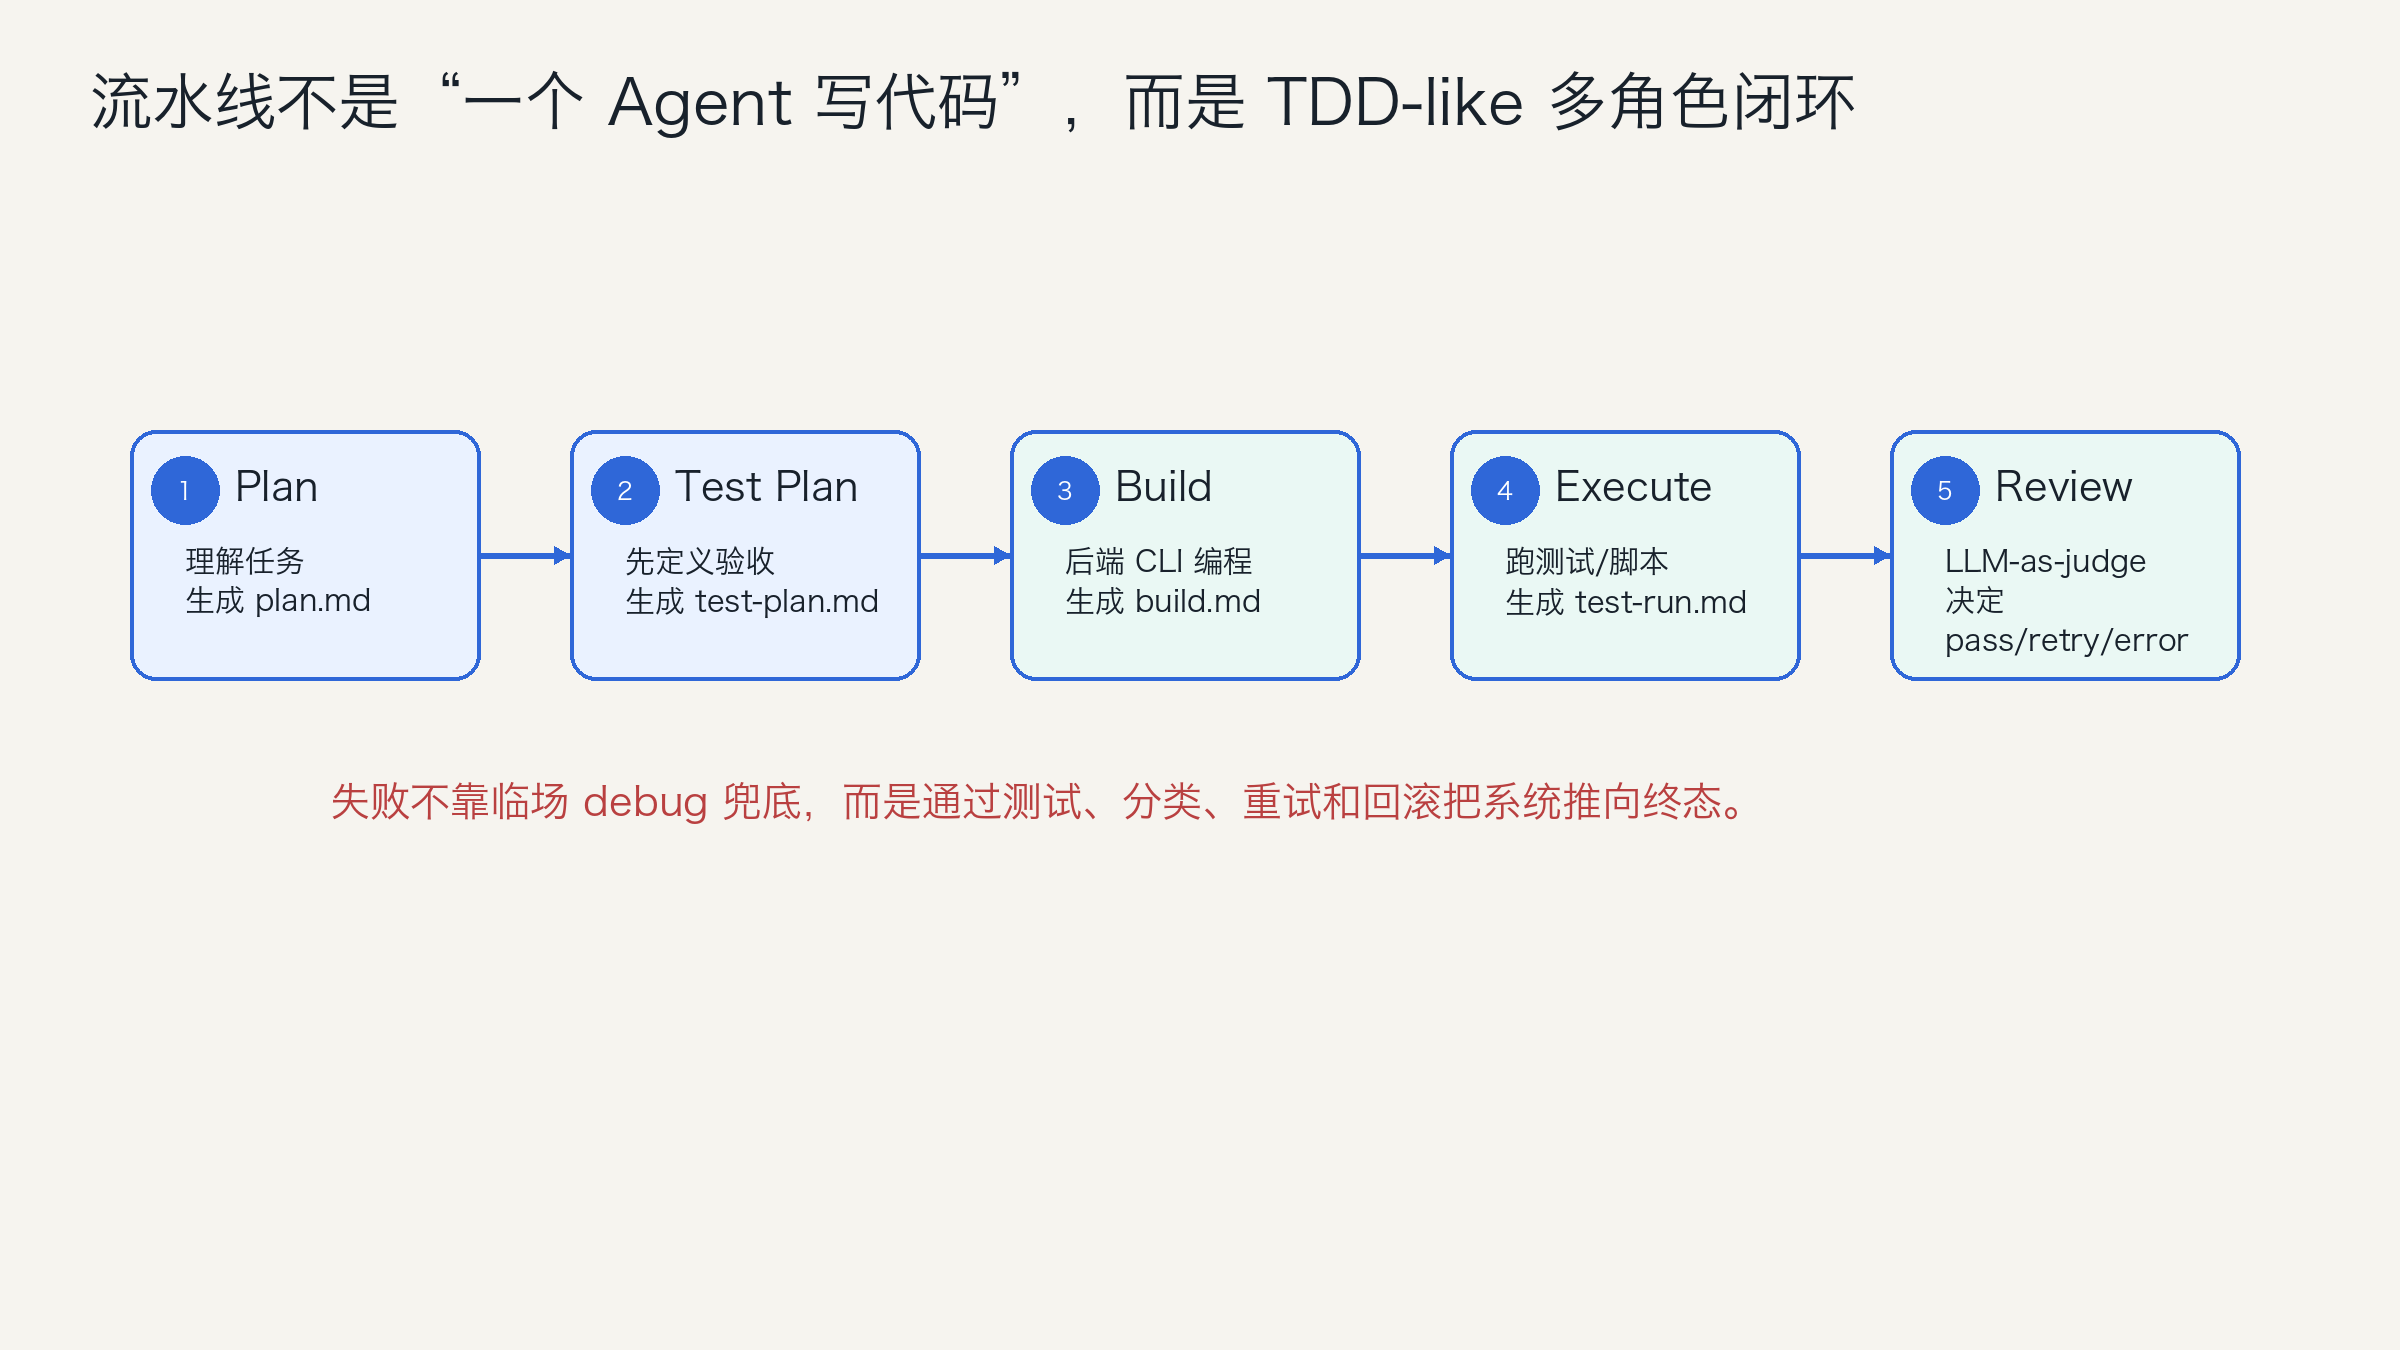 流水线不是“一个 Agent 写代码”，而是 TDD-like 多角色闭环
1 Plan
理解任务
生成 plan.md
2 Test Plan
先定义验收
生成 test-plan.md
3 Build
后端 CLI 编程
生成 build.md
4 Execute
跑测试/脚本
生成 test-run.md
5 Review
LLM-as-judge
决定
pass/retry/error
失败不靠临场 debug 兜底，而是通过测试、分类、重试和回滚把系统推向终态。